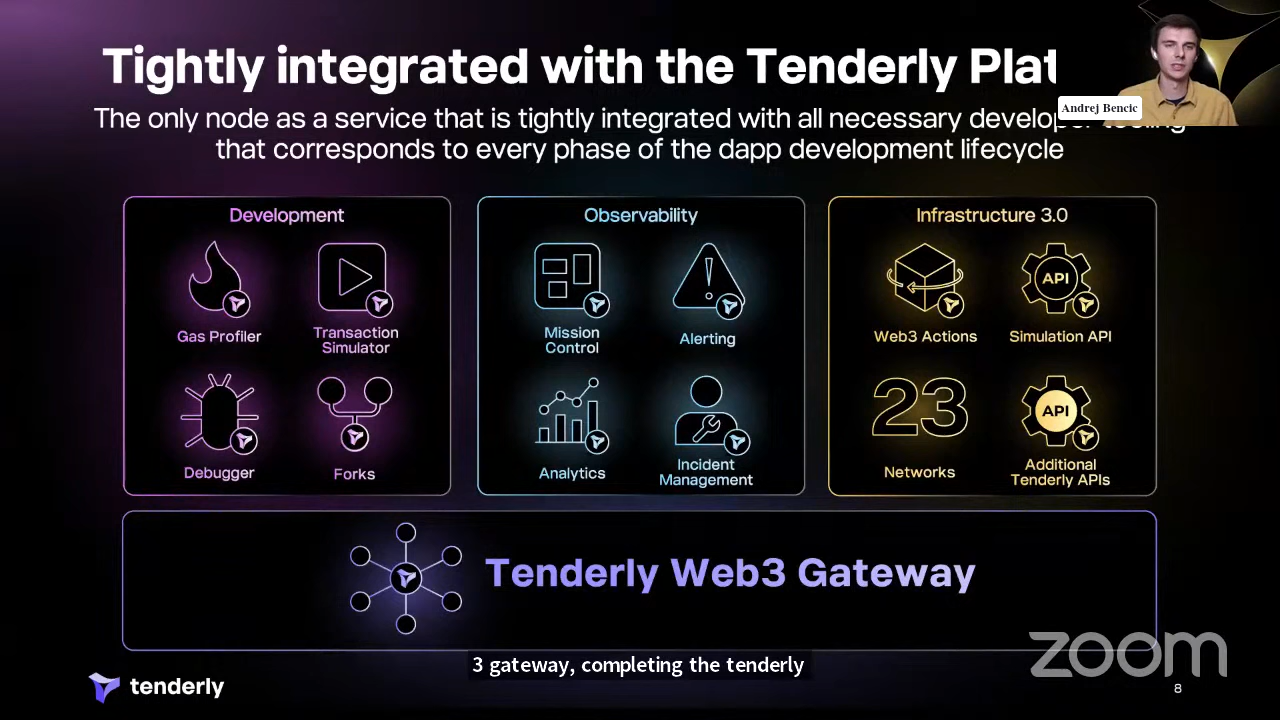 Tightly integrated with the Tenderly Plat
Andrej Bencic
The only node as a service that is tightly integrated with all necessary developer tooling
that corresponds to every phase of the dapp development lifecycle
Development
Gas Profiler
Transaction
Simulator
Debugger
Forks
Observability
Mission
Control
Alerting
Analytics
Incident
Management
Infrastructure 3.0
Web3 Actions
API
Simulation API
23
Networks
API
Additional
Tenderly APIs
Tenderly Web3 Gateway
3 gateway, completing the tenderly
zoom
tenderly
8